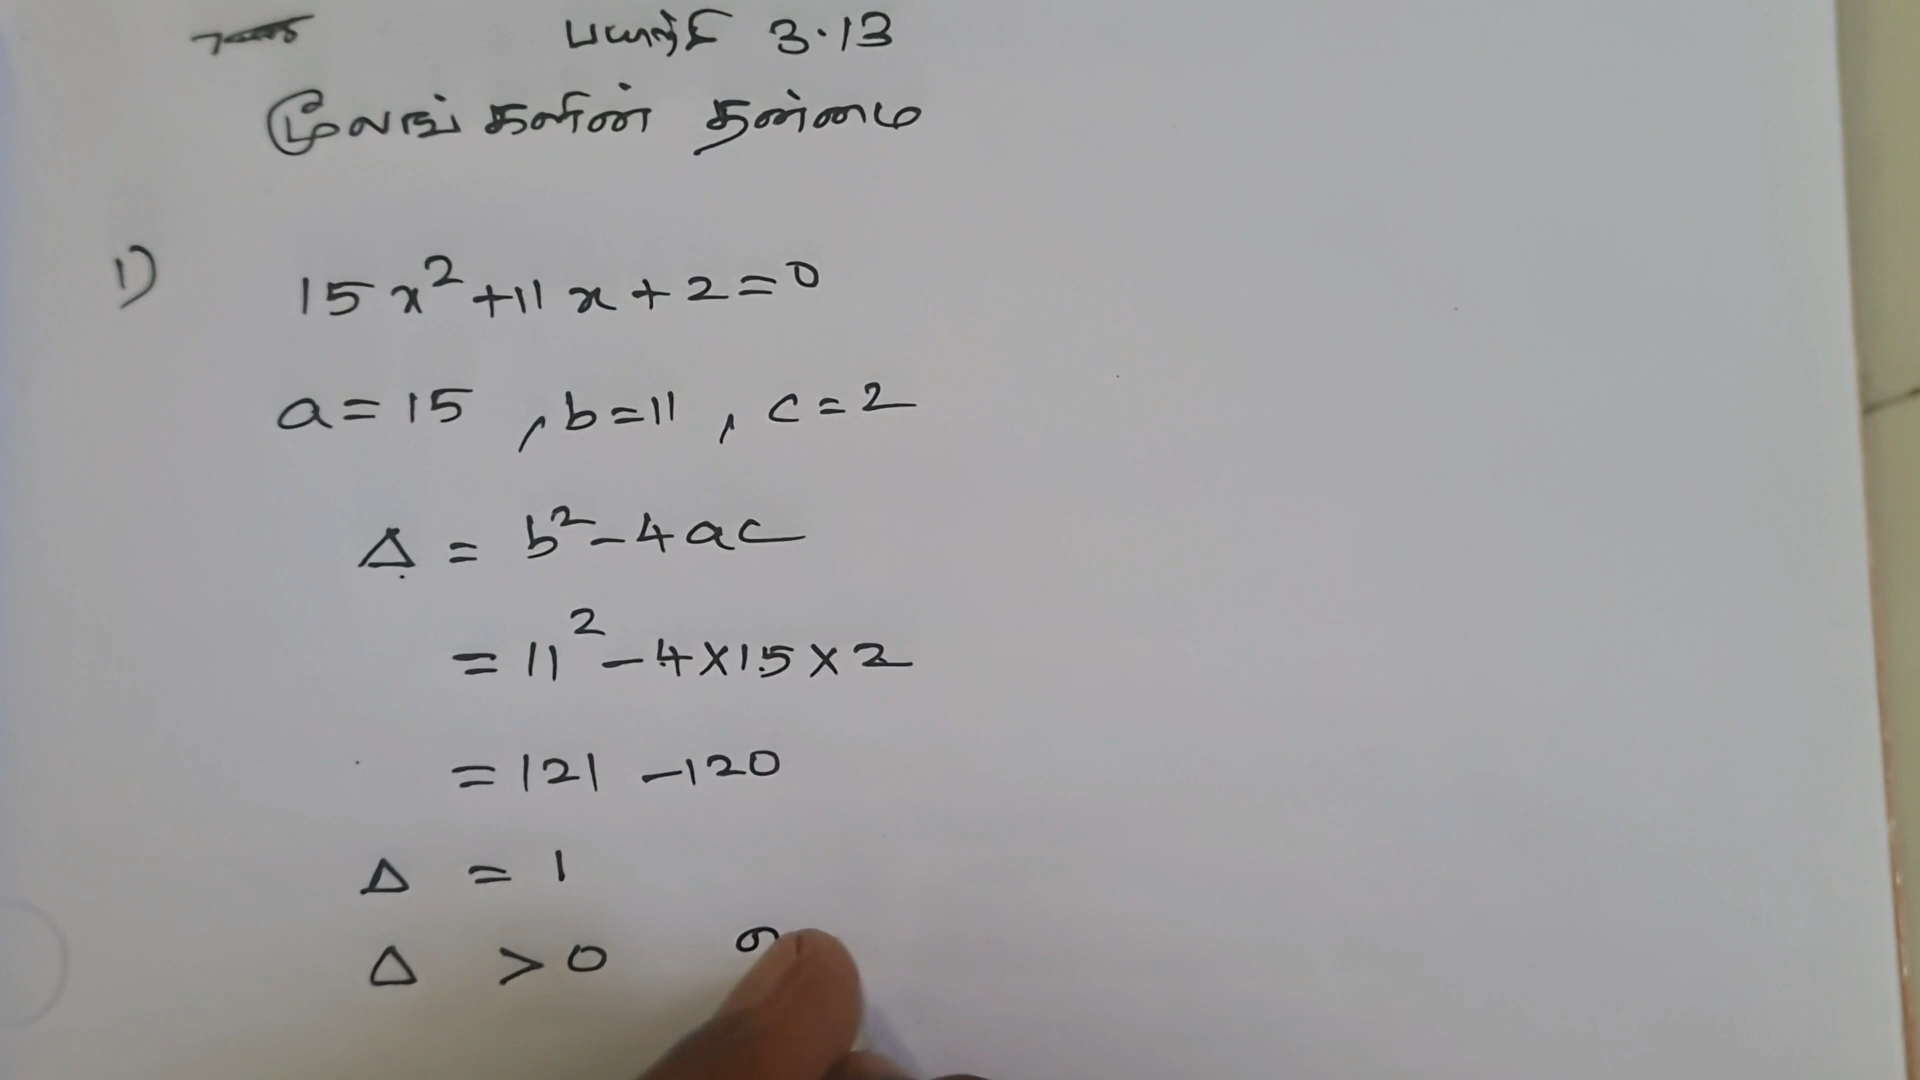 பயிற்சி 3.13
மூலங்களின் தன்மை
1) 15x²+11x+2=0
a=15, b=11, c=2
Δ = b²-4ac
= 11²-4×15×2
= 121 -120
Δ = 1
Δ > 0